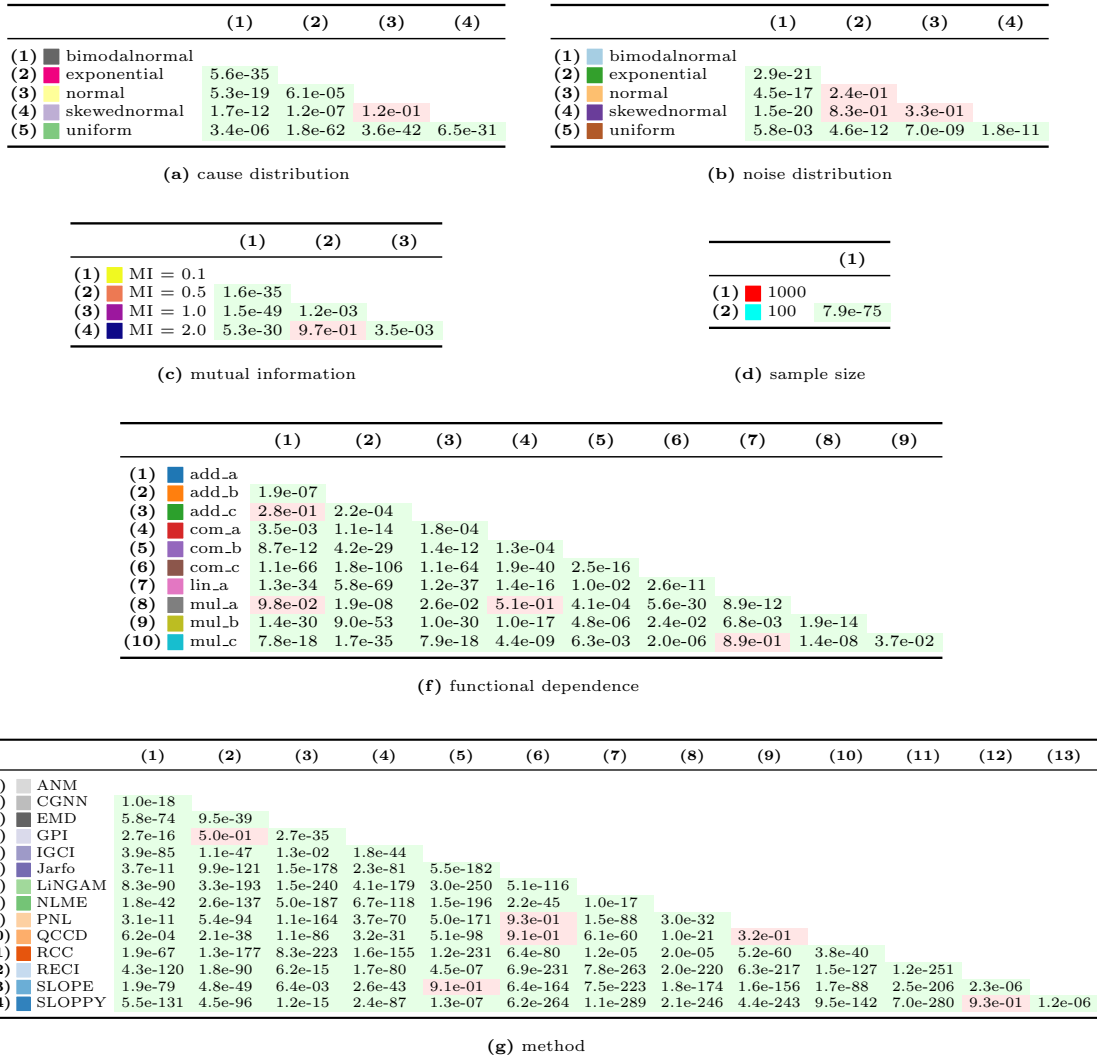 (1) (2) (3) (4)
(1) bimodalnormal
(2) exponential 5.6e-35
(3) normal 5.3e-19 6.1e-05
(4) skewednormal 1.7e-12 1.2e-07 1.2e-01
(5) uniform 3.4e-06 1.8e-62 3.6e-42 6.5e-31
(a) cause distribution
(1) (2) (3) (4)
(1) bimodalnormal
(2) exponential 2.9e-21
(3) normal 4.5e-17 2.4e-01
(4) skewednormal 1.5e-20 8.3e-01 3.3e-01
(5) uniform 5.8e-03 4.6e-12 7.0e-09 1.8e-11
(b) noise distribution
(1) (2) (3)
(1) MI = 0.1
(2) MI = 0.5 1.6e-35
(3) MI = 1.0 1.5e-49 1.2e-03
(4) MI = 2.0 5.3e-30 9.7e-01 3.5e-03
(c) mutual information
(1)
(1) 1000
(2) 100 7.9e-75
(d) sample size
(1) (2) (3) (4) (5) (6) (7) (8) (9)
(1) add_a
(2) add_b 1.9e-07
(3) add_c 2.8e-01 2.2e-04
(4) com_a 3.5e-03 1.1e-14 1.8e-04
(5) com_b 8.7e-12 4.2e-29 1.4e-12 1.3e-04
(6) com_c 1.1e-66 1.8e-106 1.1e-64 1.9e-40 2.5e-16
(7) lin_a 1.3e-34 5.8e-69 1.2e-37 1.4e-16 1.0e-02 2.6e-11
(8) mul_a 9.8e-02 1.9e-08 2.6e-02 5.1e-01 4.1e-04 5.6e-30 8.9e-12
(9) mul_b 1.4e-30 9.0e-53 1.0e-30 1.0e-17 4.8e-06 2.4e-02 6.8e-03 1.9e-14
(10) mul_c 7.8e-18 1.7e-35 7.9e-18 4.4e-09 6.3e-03 2.0e-06 8.9e-01 1.4e-08 3.7e-02
(f) functional dependence
(1) (2) (3) (4) (5) (6) (7) (8) (9) (10) (11) (12) (13)
) ANM
) CGNN 1.0e-18
) EMD 5.8e-74 9.5e-39
) GPI 2.7e-16 5.0e-01 2.7e-35
) IGCI 3.9e-85 1.1e-47 1.3e-02 1.8e-44
) Jarfo 3.7e-11 9.9e-121 1.5e-178 2.3e-81 5.5e-182
) LiNGAM 8.3e-90 3.3e-193 1.5e-240 4.1e-179 3.0e-250 5.1e-116
) NLME 1.8e-42 2.6e-137 5.0e-187 6.7e-118 1.5e-196 2.2e-45 1.0e-17
) PNL 3.1e-11 5.4e-94 1.1e-164 3.7e-70 5.0e-171 9.3e-01 1.5e-88 3.0e-32
0) QCCD 6.2e-04 2.1e-38 1.1e-86 3.2e-31 5.1e-98 9.1e-01 6.1e-60 1.0e-21 3.2e-01
1) RCC 1.9e-67 1.3e-177 8.3e-223 1.6e-155 1.2e-231 6.4e-80 1.2e-05 2.0e-05 5.2e-60 3.8e-40
2) RECI 4.3e-120 1.8e-90 6.2e-15 1.7e-80 4.5e-07 6.9e-231 7.8e-263 2.0e-220 6.3e-217 1.5e-127 1.2e-251
3) SLOPE 1.9e-79 4.8e-49 6.4e-03 2.6e-43 9.1e-01 6.4e-164 7.5e-223 1.8e-174 1.6e-156 1.7e-88 2.5e-206 2.3e-06
4) SLOPPY 5.5e-131 4.5e-96 1.2e-15 2.4e-87 1.3e-07 6.2e-264 1.1e-289 2.1e-246 4.4e-243 9.5e-142 7.0e-280 9.3e-01 1.2e-06
(g) method